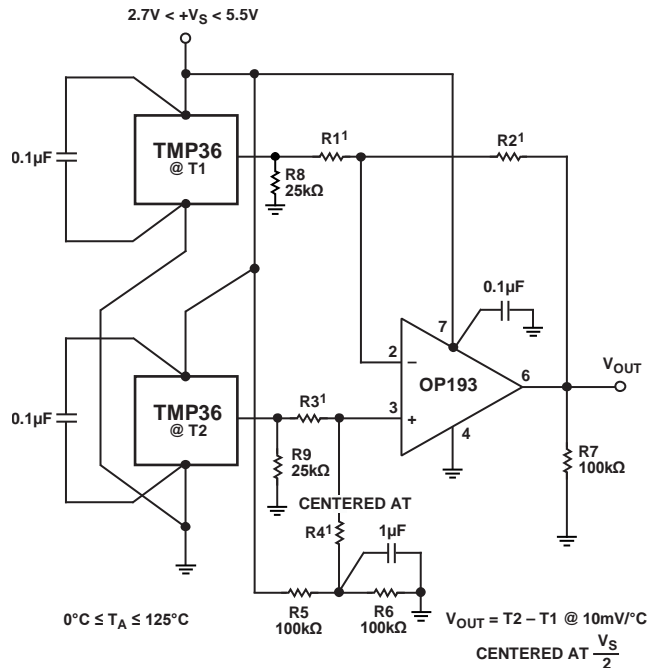 2.7V < +VS < 5.5V
0.1µF
TMP36
@ T1
R8
25kΩ
R1¹
R2¹
0.1µF
7
2
3
6
4
–
+
OP193
VOUT
0.1µF
TMP36
@ T2
R3¹
R9
25kΩ
CENTERED AT
R4¹
1µF
R7
100kΩ
R5
100kΩ
R6
100kΩ
0°C ≤ TA ≤ 125°C
VOUT = T2 – T1 @ 10mV/°C
CENTERED AT VS/2